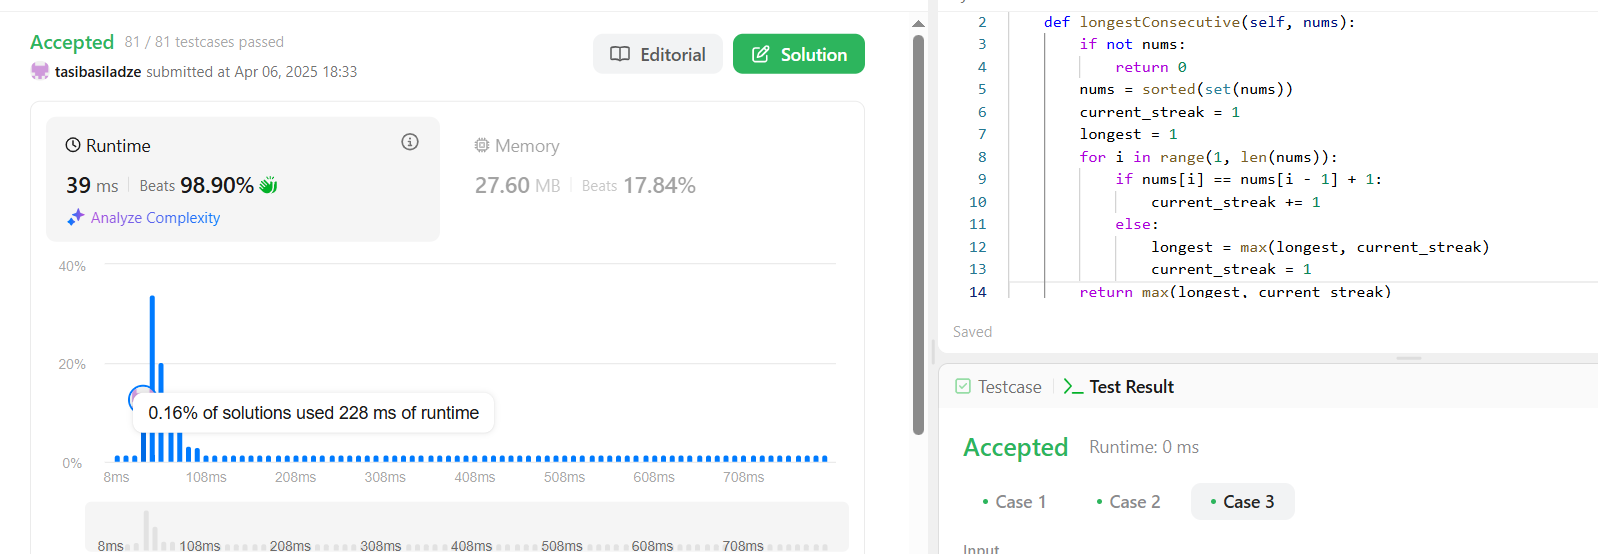 Accepted 81 / 81 testcases passed
tasibasiladze submitted at Apr 06, 2025 18:33
Editorial
Solution
Runtime
39 ms Beats 98.90%
Analyze Complexity
Memory
27.60 MB Beats 17.84%
40%
20%
0%
0.16% of solutions used 228 ms of runtime
8ms 108ms 208ms 308ms 408ms 508ms 608ms 708ms
8ms 108ms 208ms 308ms 408ms 508ms 608ms 708ms
2 def longestConsecutive(self, nums):
3 if not nums:
4 return 0
5 nums = sorted(set(nums))
6 current_streak = 1
7 longest = 1
8 for i in range(1, len(nums)):
9 if nums[i] == nums[i - 1] + 1:
10 current_streak += 1
11 else:
12 longest = max(longest, current_streak)
13 current_streak = 1
14 return max(longest, current_streak)
Saved
Testcase
Test Result
Accepted Runtime: 0 ms
Case 1 Case 2 Case 3
Input